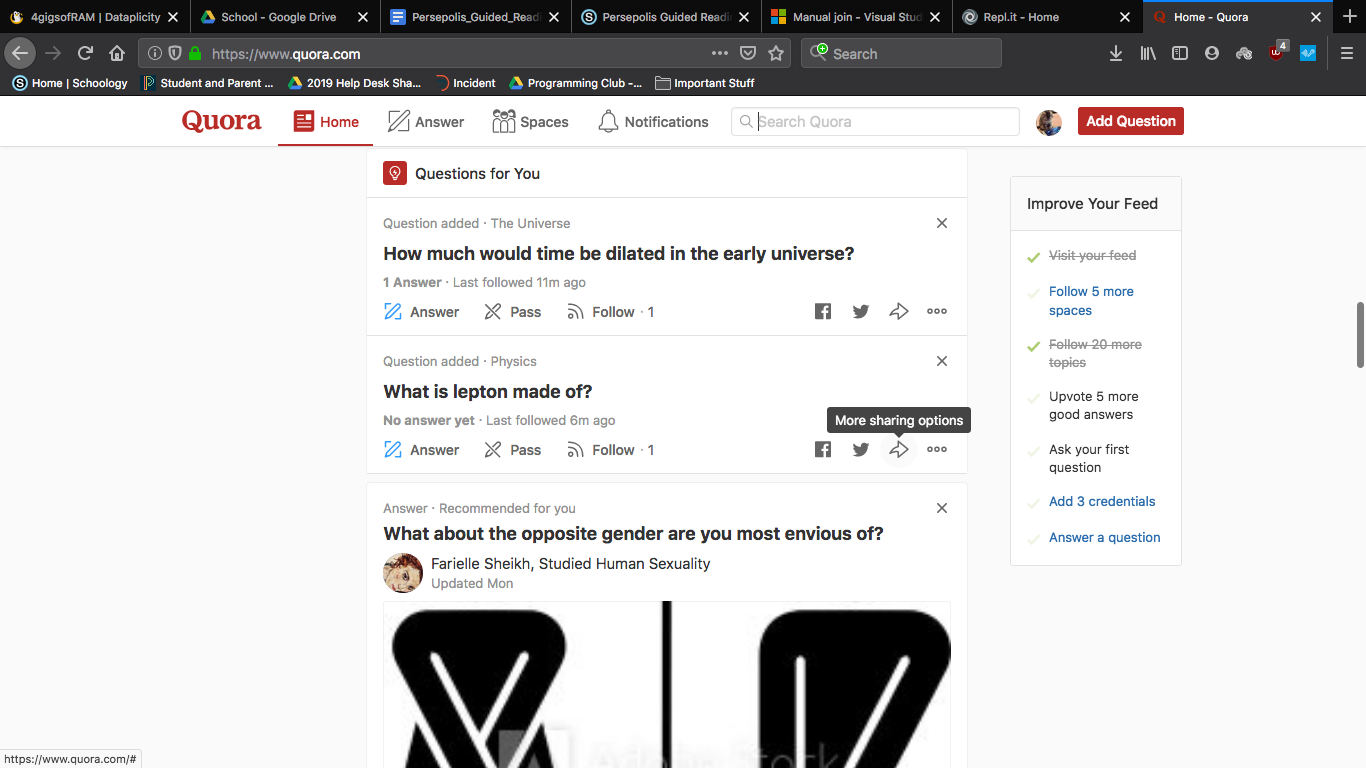 4gigsofRAM | Dataplicity
School - Google Drive
Persepolis_Guided_Readi
Persepolis Guided Readi
Manual join - Visual Stud
Repl.it - Home
Home - Quora
https://www.quora.com
Search
4
Home | Schoology
Student and Parent ...
2019 Help Desk Sha...
Incident
Programming Club -...
Important Stuff
Quora
Home
Answer
Spaces
Notifications
Search Quora
Add Question
Questions for You
Question added · The Universe
How much would time be dilated in the early universe?
1 Answer · Last followed 11m ago
Answer
Pass
Follow · 1
Question added · Physics
What is lepton made of?
No answer yet · Last followed 6m ago
More sharing options
Answer
Pass
Follow · 1
Answer · Recommended for you
What about the opposite gender are you most envious of?
Farielle Sheikh, Studied Human Sexuality
Updated Mon
Improve Your Feed
Visit your feed
Follow 5 more
spaces
Follow 20 more
topics
Upvote 5 more
good answers
Ask your first
question
Add 3 credentials
Answer a question
https://www.quora.com/#